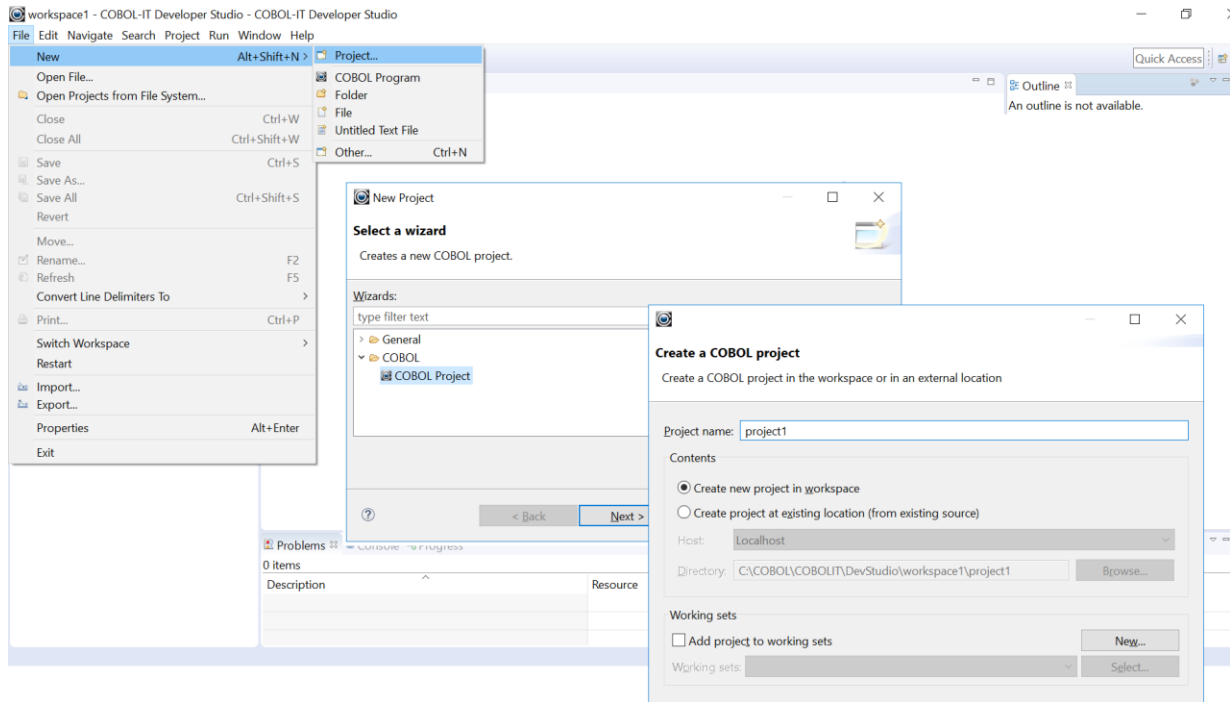 workspace1 - COBOL-IT Developer Studio - COBOL-IT Developer Studio
File Edit Navigate Search Project Run Window Help
New Alt+Shift+N >
Open File...
Open Projects from File System...
Close Ctrl+W
Close All Ctrl+Shift+W
Save Ctrl+S
Save As...
Save All Ctrl+Shift+S
Revert
Move...
Rename... F2
Refresh F5
Convert Line Delimiters To >
Print... Ctrl+P
Switch Workspace >
Restart
Import...
Export...
Properties Alt+Enter
Exit
Project...
COBOL Program
Folder
File
Untitled Text File
Other... Ctrl+N
Quick Access
Outline
An outline is not available.
New Project
Select a wizard
Creates a new COBOL project.
Wizards:
type filter text
General
COBOL
COBOL Project
< Back Next >
Create a COBOL project
Create a COBOL project in the workspace or in an external location
Project name: project1
Contents
Create new project in workspace
Create project at existing location (from existing source)
Host: Localhost
Directory: C:\COBOL\COBOLIT\DevStudio\workspace1\project1 Browse...
Working sets
Add project to working sets New...
Working sets: Select...
Problems Console Progress
0 items
Description Resource